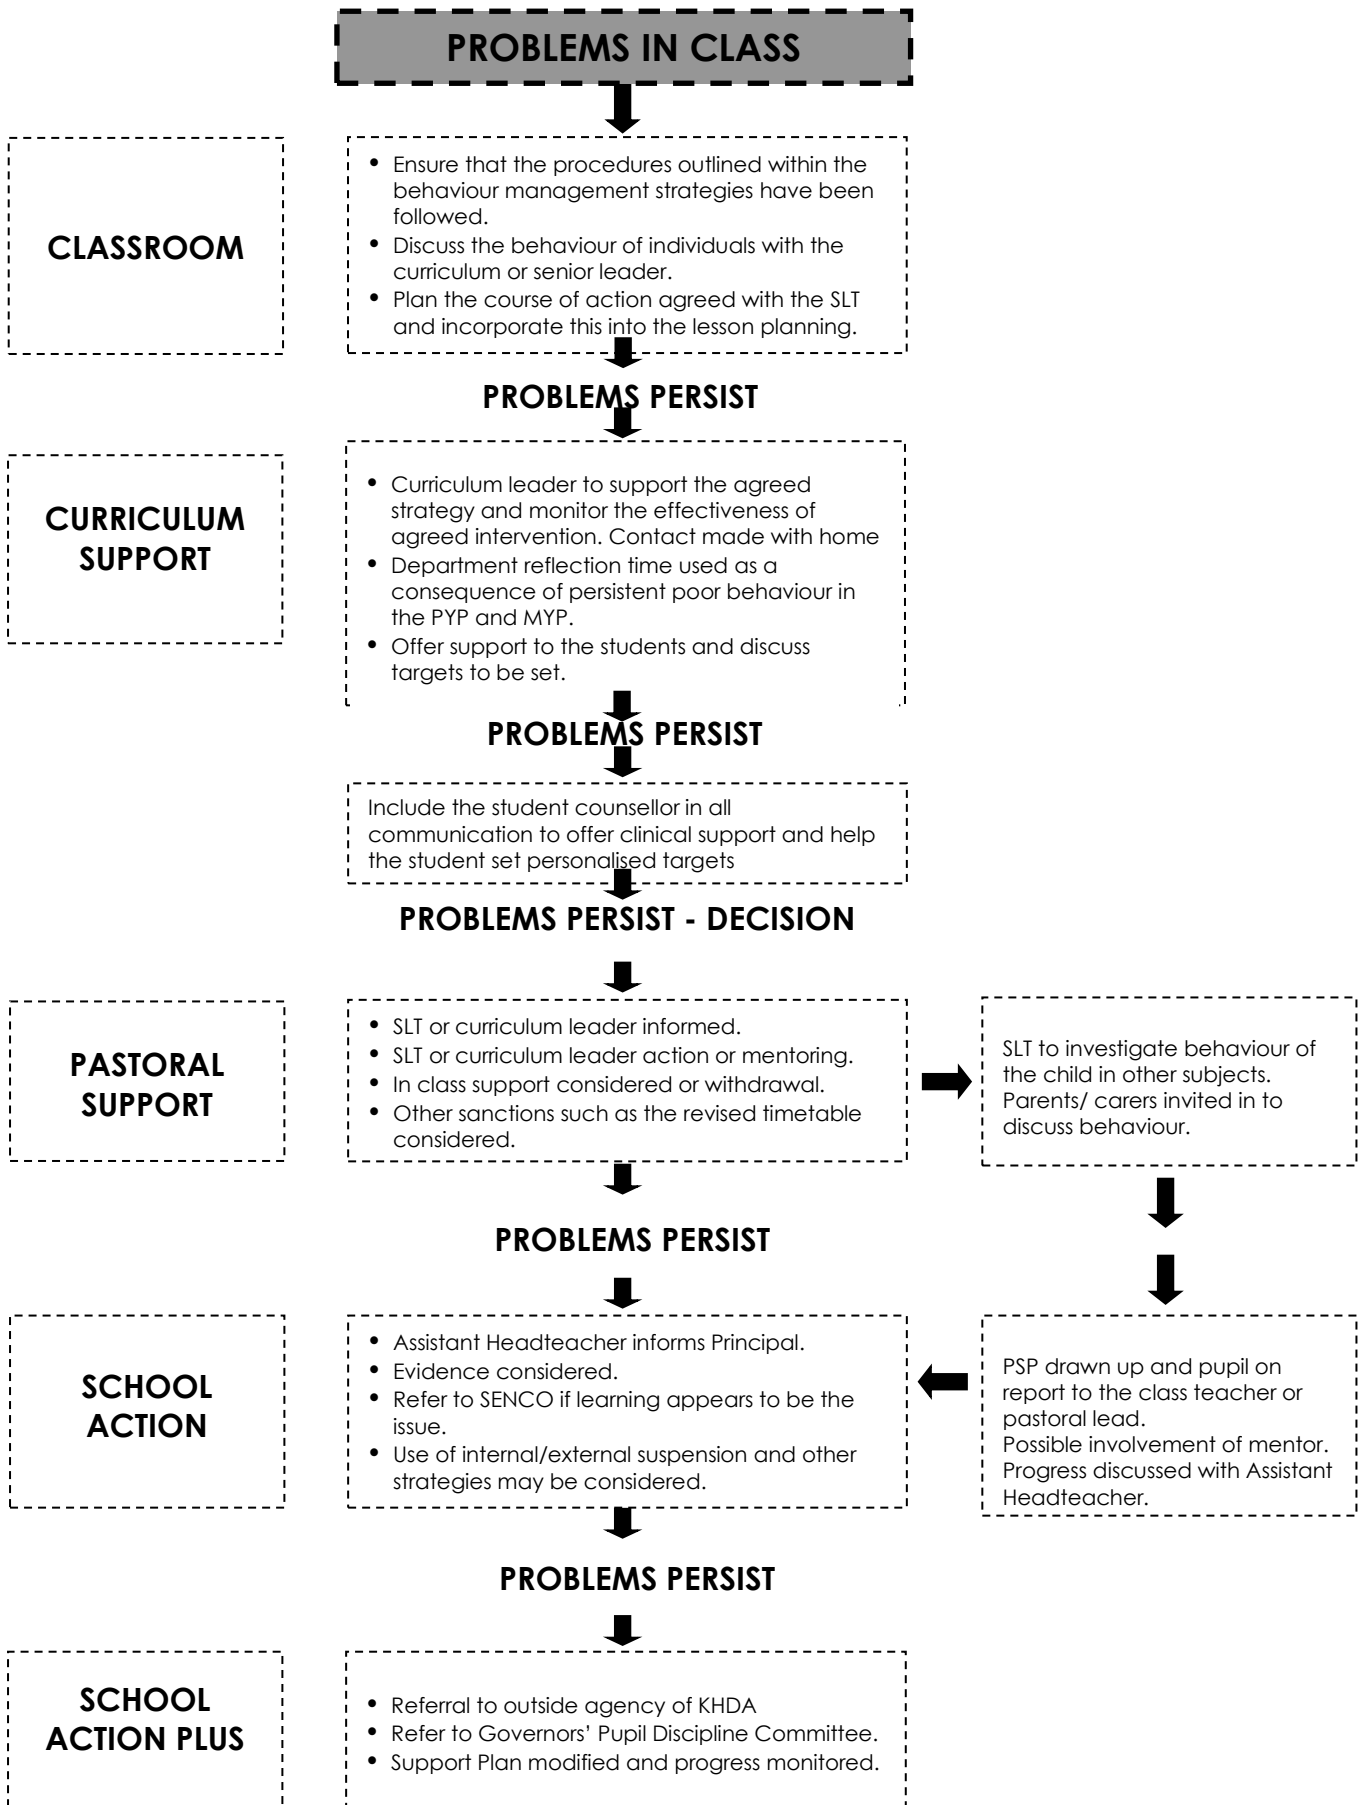 PROBLEMS IN CLASS
CLASSROOM
• Ensure that the procedures outlined within the
behaviour management strategies have been
followed.
• Discuss the behaviour of individuals with the
curriculum or senior leader.
• Plan the course of action agreed with the SLT
and incorporate this into the lesson planning.
PROBLEMS PERSIST
CURRICULUM
SUPPORT
• Curriculum leader to support the agreed
strategy and monitor the effectiveness of
agreed intervention. Contact made with home
• Department reflection time used as a
consequence of persistent poor behaviour in
the PYP and MYP.
• Offer support to the students and discuss
targets to be set.
PROBLEMS PERSIST
Include the student counsellor in all
communication to offer clinical support and help
the student set personalised targets
PROBLEMS PERSIST - DECISION
PASTORAL
SUPPORT
• SLT or curriculum leader informed.
• SLT or curriculum leader action or mentoring.
• In class support considered or withdrawal.
• Other sanctions such as the revised timetable
considered.
SLT to investigate behaviour of
the child in other subjects.
Parents/ carers invited in to
discuss behaviour.
PROBLEMS PERSIST
SCHOOL
ACTION
• Assistant Headteacher informs Principal.
• Evidence considered.
• Refer to SENCO if learning appears to be the
issue.
• Use of internal/external suspension and other
strategies may be considered.
PSP drawn up and pupil on
report to the class teacher or
pastoral lead.
Possible involvement of mentor.
Progress discussed with Assistant
Headteacher.
PROBLEMS PERSIST
SCHOOL
ACTION PLUS
• Referral to outside agency of KHDA
• Refer to Governors’ Pupil Discipline Committee.
• Support Plan modified and progress monitored.